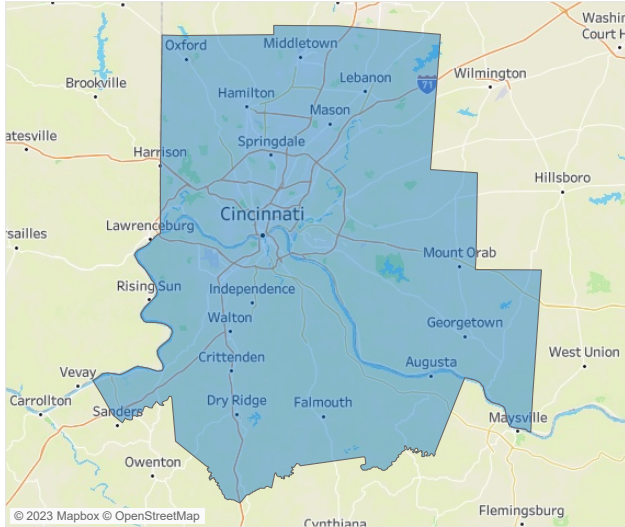 Washin
Court H
Oxford
Middletown
Brookville
Lebanon
Wilmington
71
Hamilton
Mason
atesville
Springdale
Harrison
Hillsboro
Cincinnati
Lawrenceburg
rsailles
Mount Orab
Rising Sun
Independence
Walton
Georgetown
West Union
Crittenden
Augusta
Vevay
Carrollton
Dry Ridge
Falmouth
Sanders
Maysville
Owenton
Flemingsburg
Cynthiana
© 2023 Mapbox © OpenStreetMap